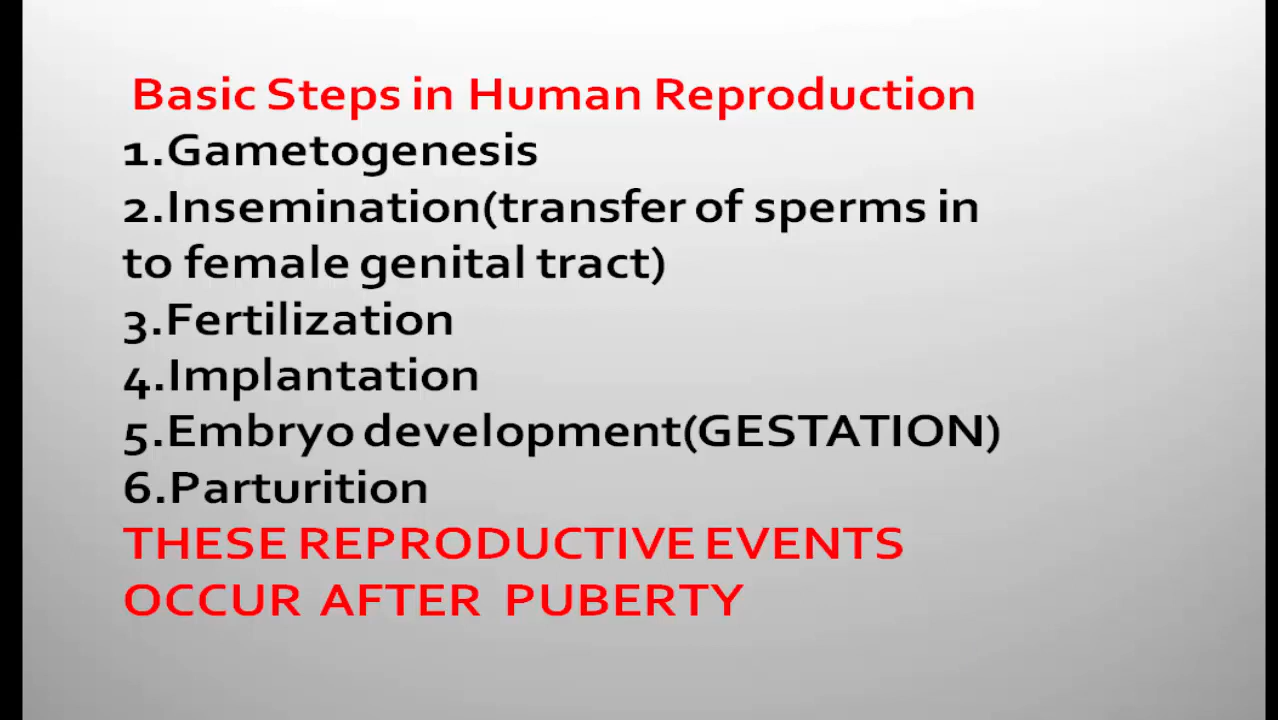 Basic Steps in Human Reproduction
1.Gametogenesis
2.Insemination(transfer of sperms in
to female genital tract)
3.Fertilization
4.Implantation
5.Embryo development(GESTATION)
6.Parturition
THESE REPRODUCTIVE EVENTS
OCCUR AFTER PUBERTY